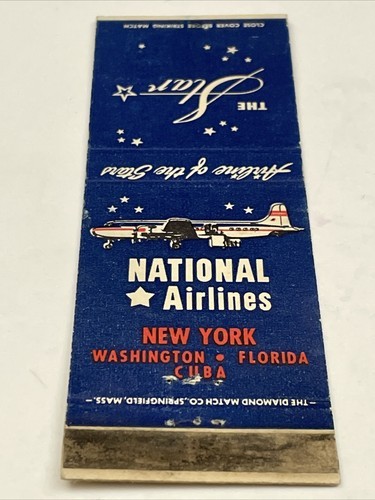 CLOSE COVER BEFORE STRIKING MATCH
THE
Star
Airline of the Stars
NATIONAL
Airlines
NEW YORK
WASHINGTON • FLORIDA
CUBA
—THE DIAMOND MATCH CO., SPRINGFIELD, MASS.—